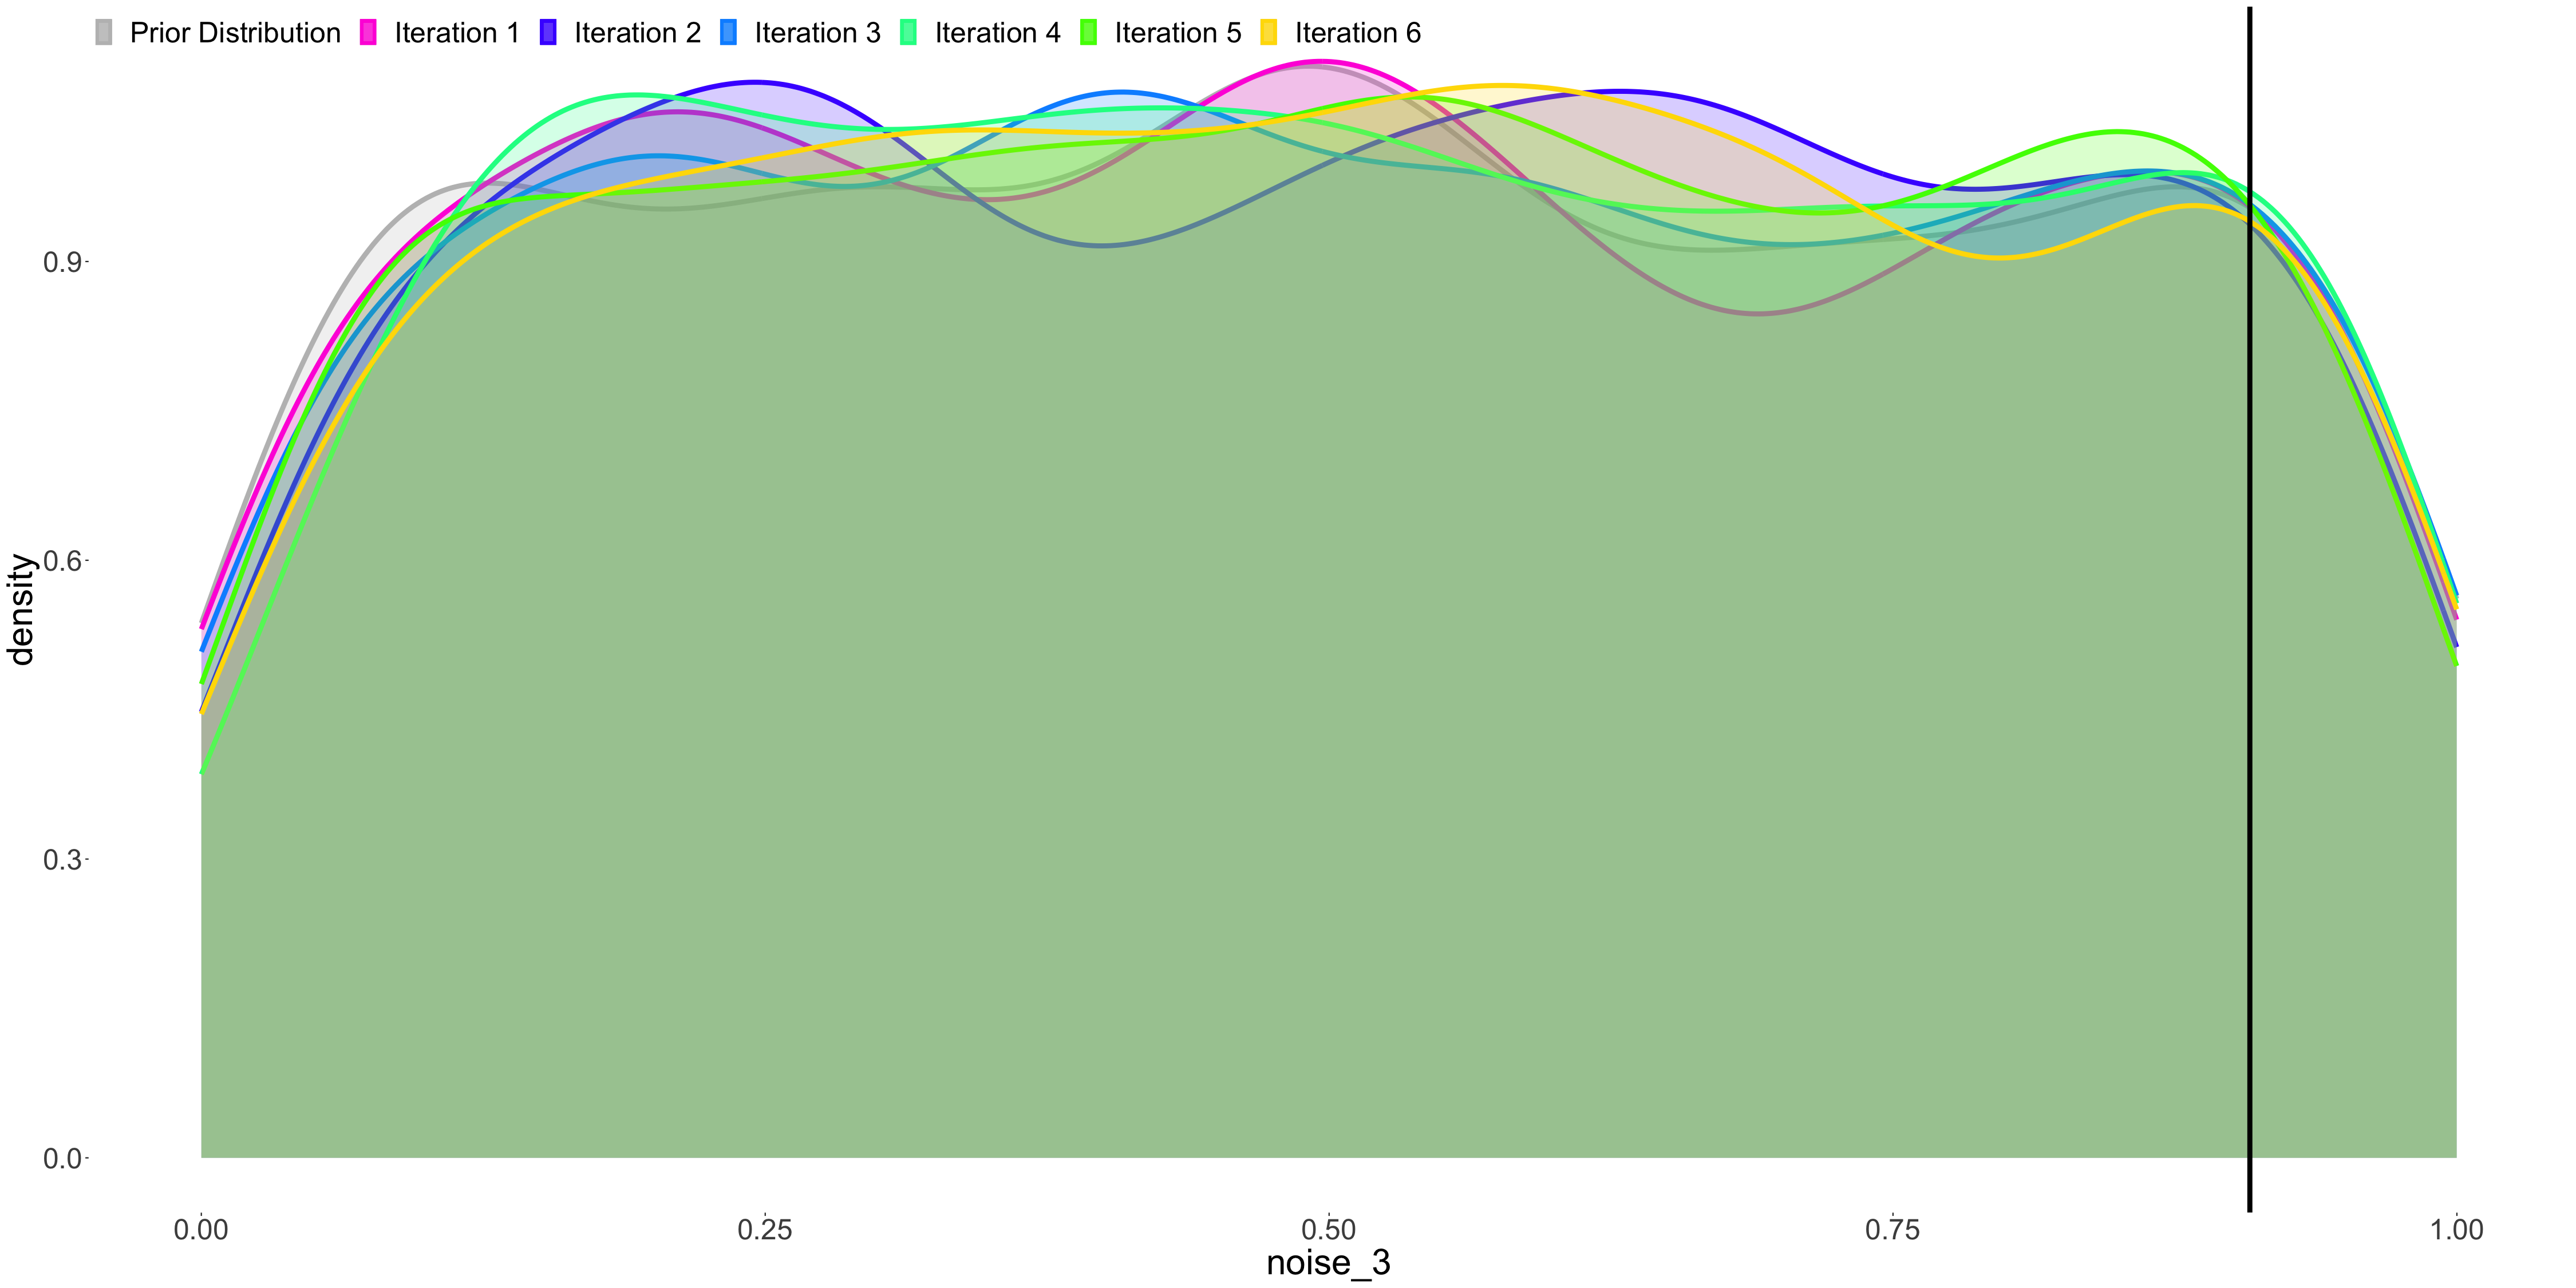 Prior Distribution Iteration 1 Iteration 2 Iteration 3 Iteration 4 Iteration 5 Iteration 6
density
0.9
0.6
0.3
0.0
0.00 0.25 0.50 0.75 1.00
noise_3